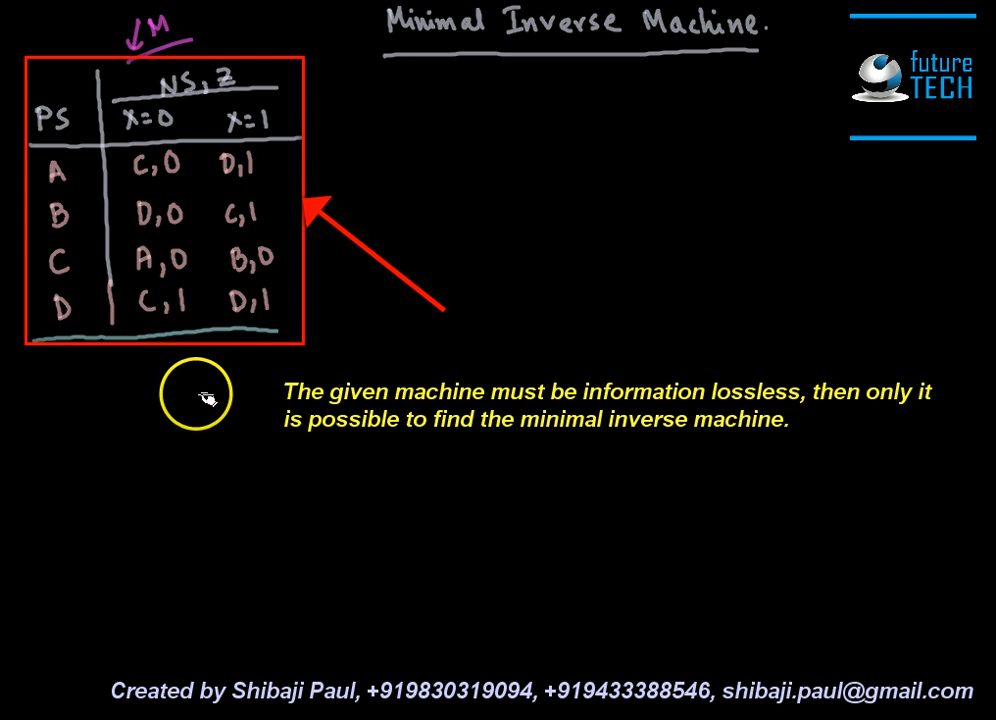 Minimal Inverse Machine.
future
TECH
M
NS, Z
PS X=0 X=1
A C,0 D,1
B D,0 C,1
C A,0 B,0
D C,1 D,1
The given machine must be information lossless, then only it
is possible to find the minimal inverse machine.
Created by Shibaji Paul, +919830319094, +919433388546, shibaji.paul@gmail.com